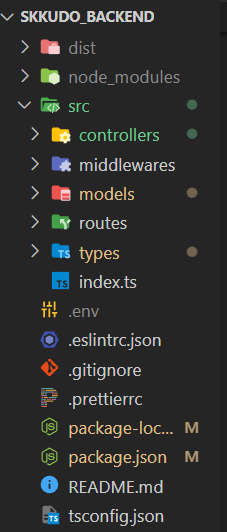 SKKUDO_BACKEND
dist
node_modules
src
controllers
middlewares
models
routes
types
TS index.ts
.env
.eslintrc.json
.gitignore
.prettierrc
package-loc... M
package.json M
README.md
tsconfig.json